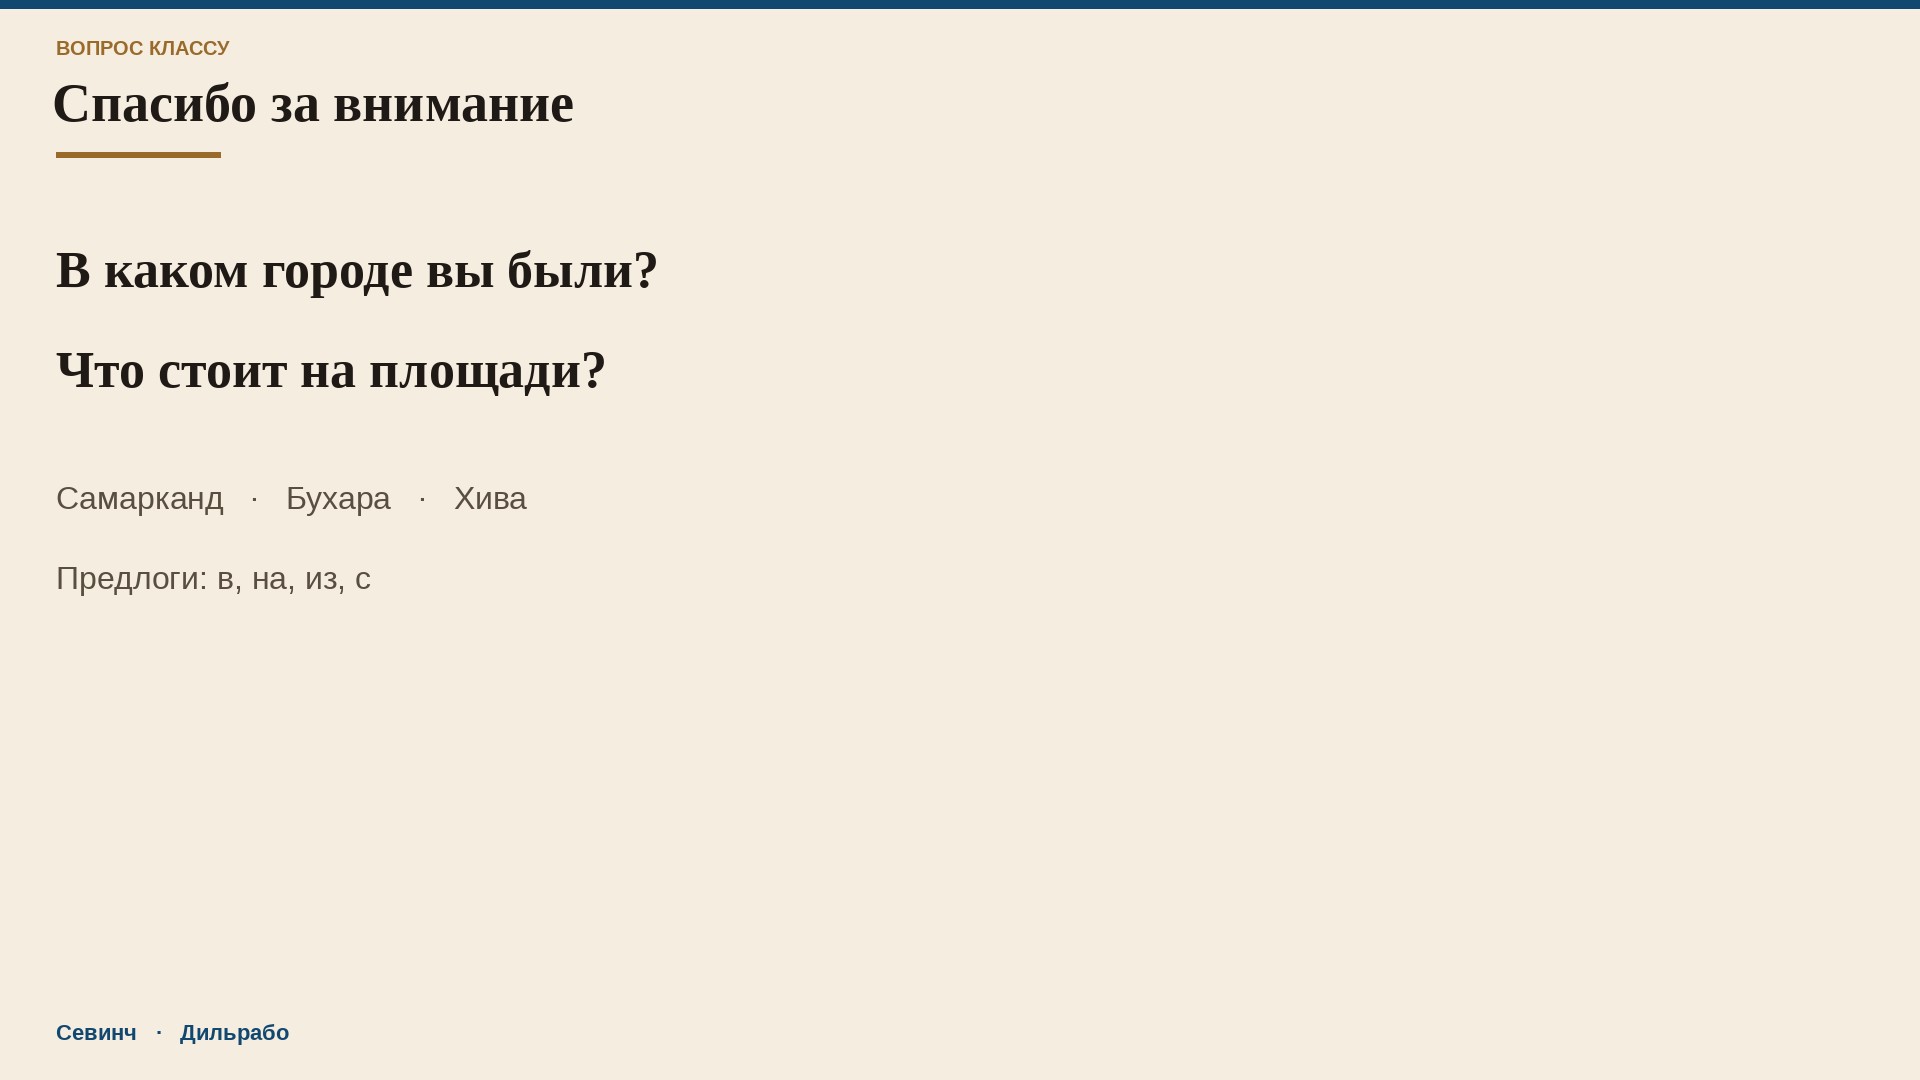 ВОПРОС КЛАССУ
Спасибо за внимание
В каком городе вы были?
Что стоит на площади?
Самарканд · Бухара · Хива
Предлоги: в, на, из, с
Севинч · Дильрабо